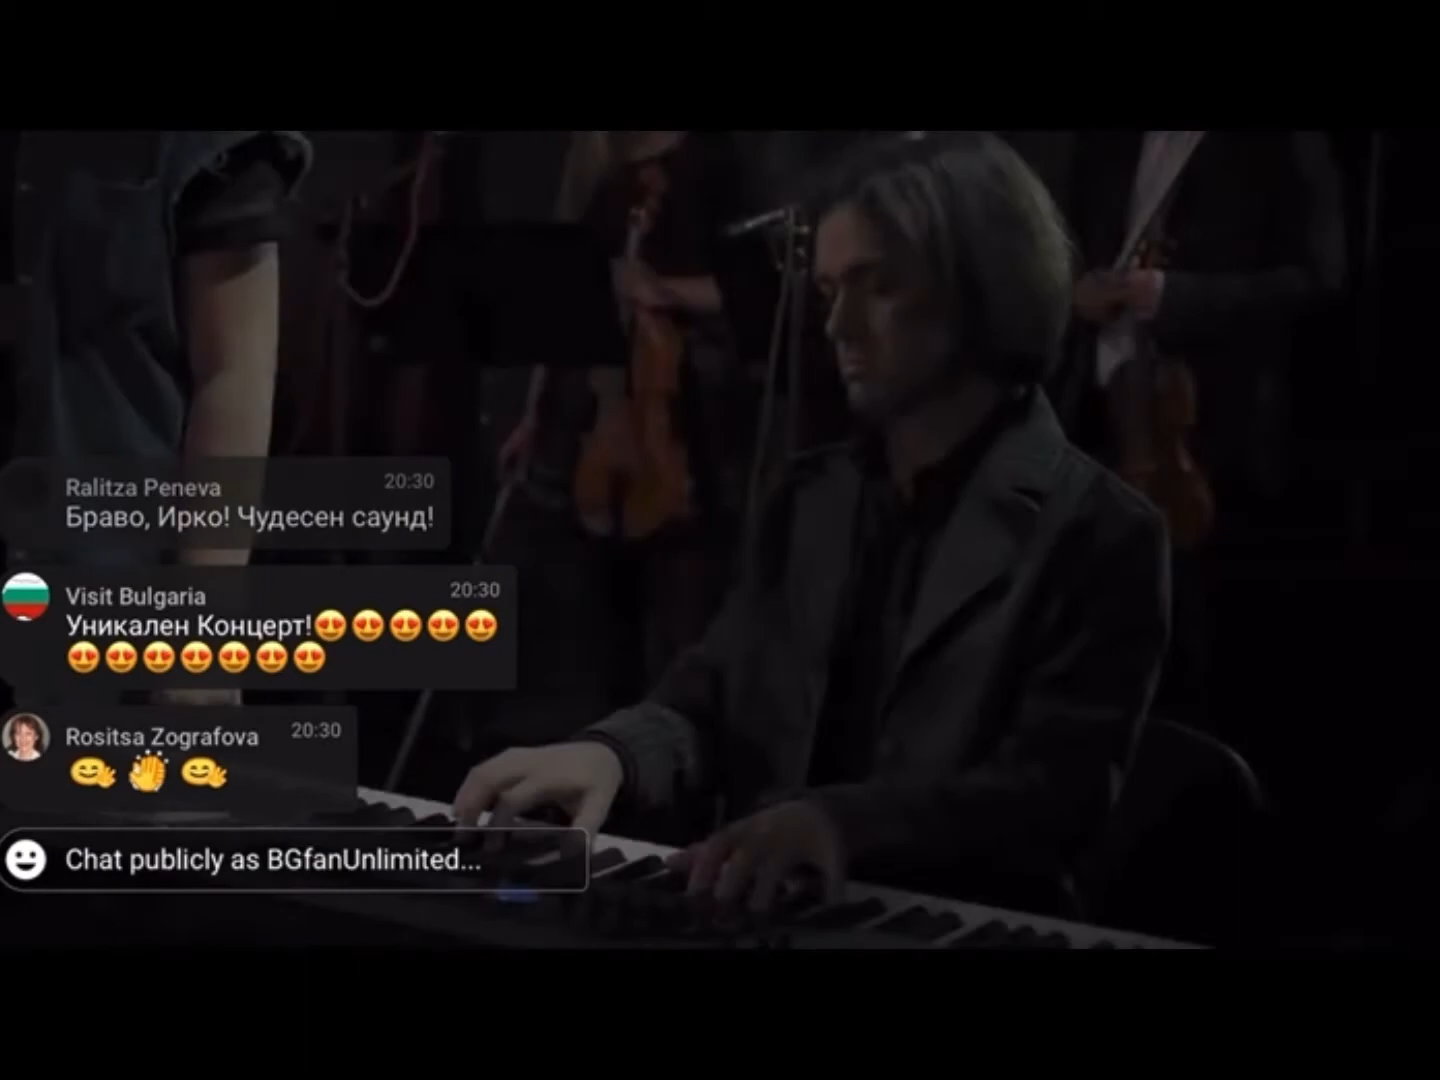 Ralitza Peneva 20:30
Браво, Ирко! Чудесен саунд!
Visit Bulgaria 20:30
Уникален Концерт!😍😍😍😍😍
😍😍😍😍😍😍😍
Rositsa Zografova 20:30
🤗👏🤗
Chat publicly as BGfanUnlimited...